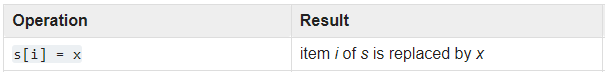 Operation Result
s[i] = x item i of s is replaced by x